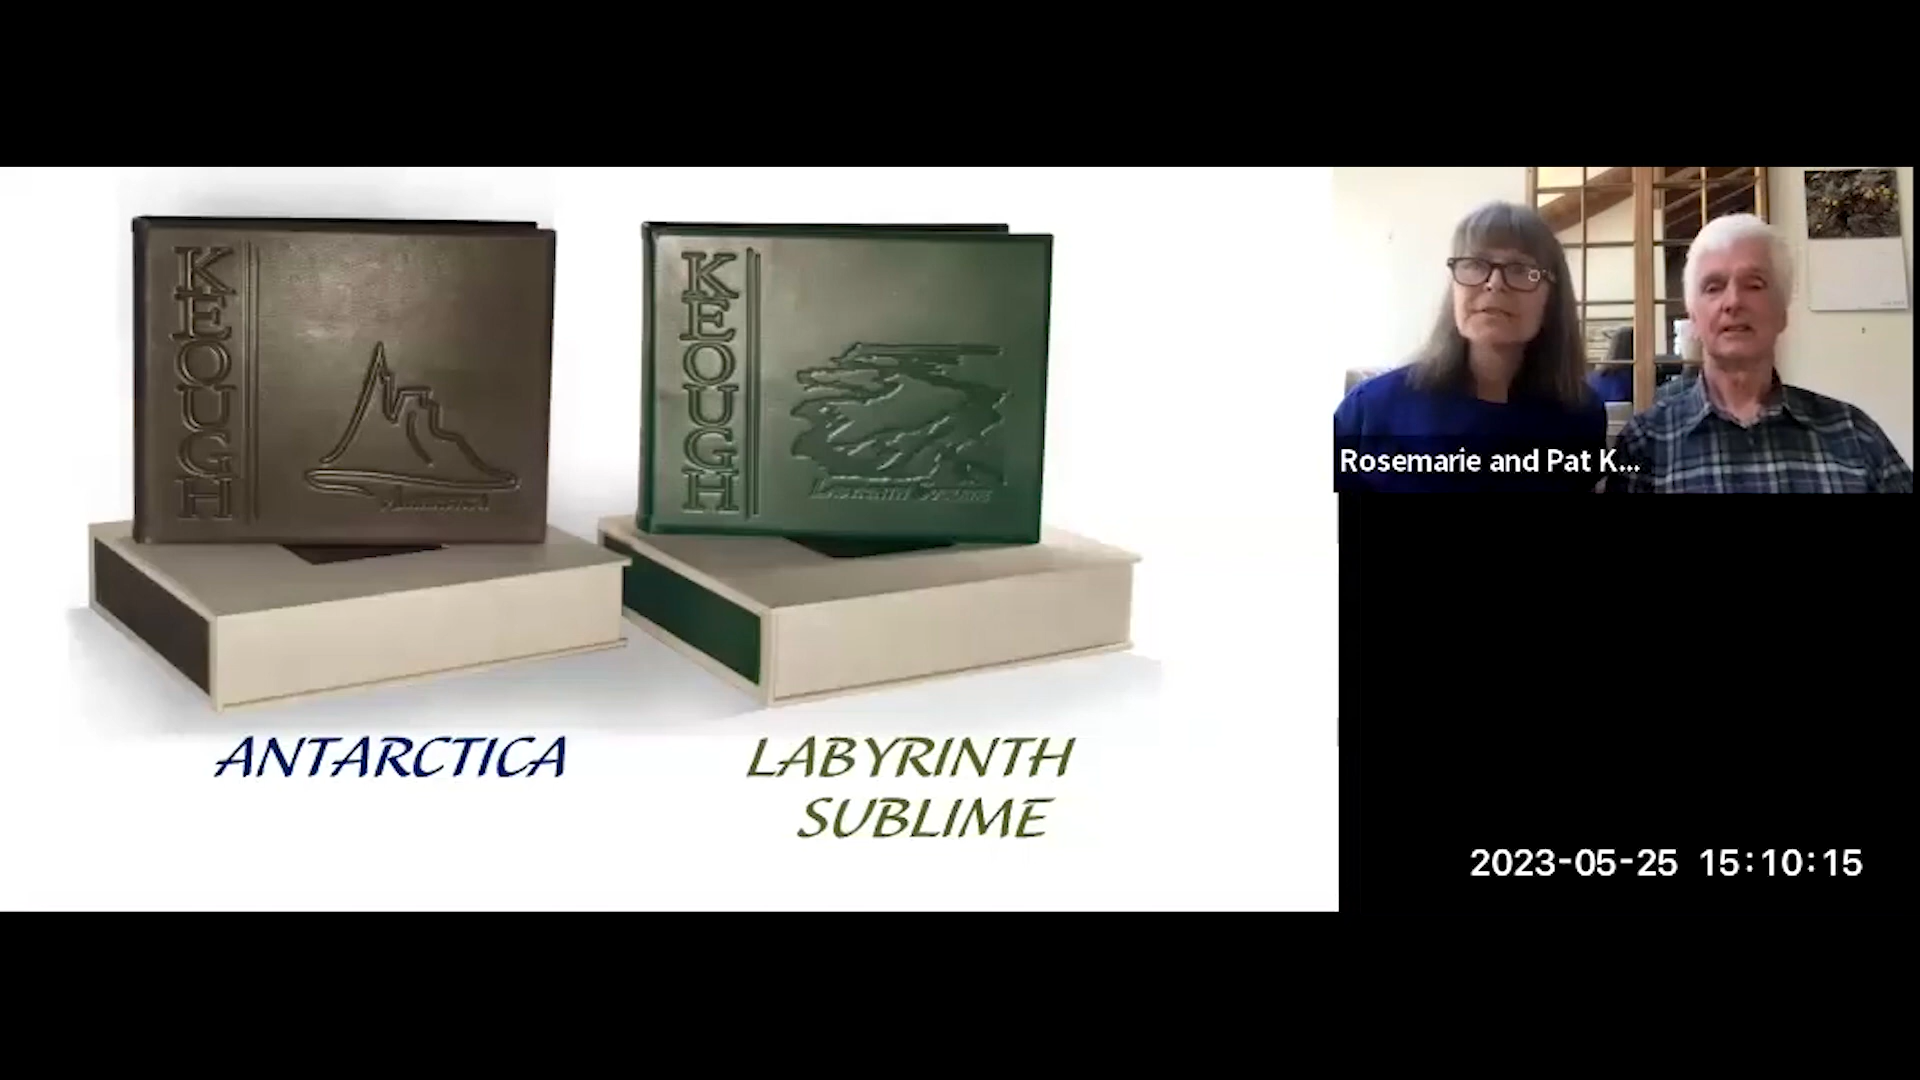 KEOUGH
KEOUGH
ANTARCTICA
LABYRINTH
SUBLIME
Rosemarie and Pat K...
2023-05-25 15:10:15